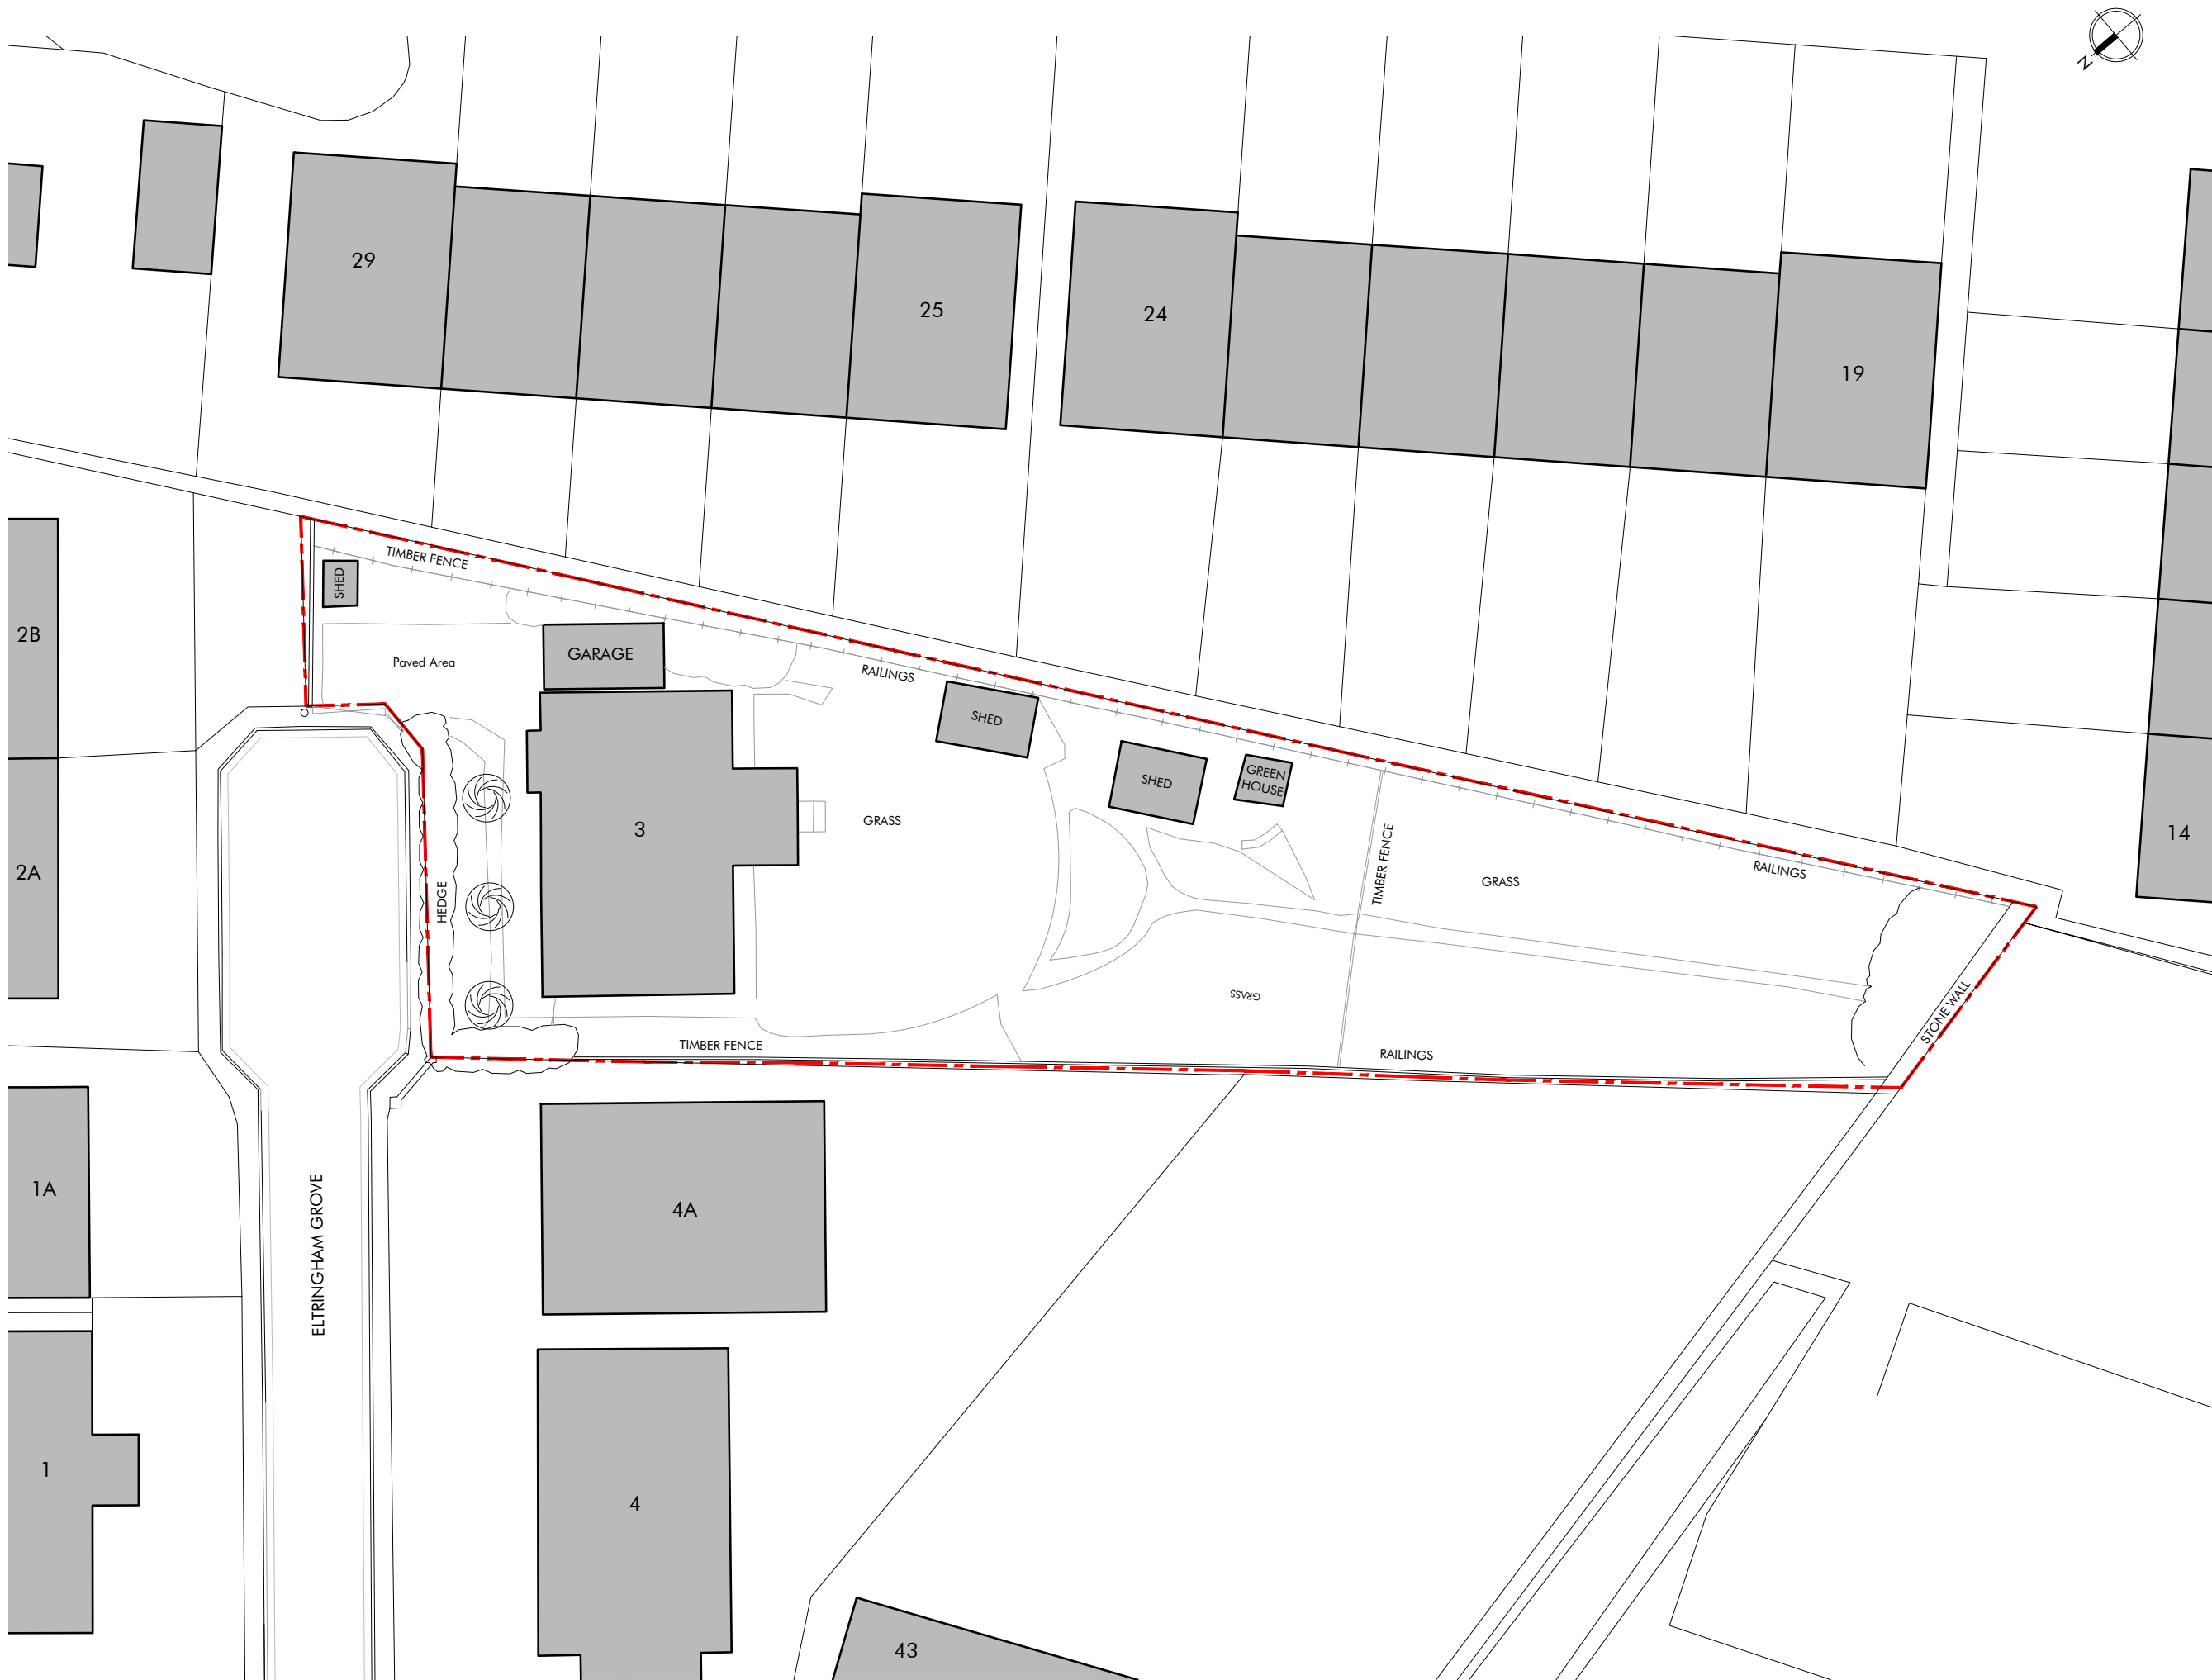 N
29
25
24
19
TIMBER FENCE
SHED
2B
GARAGE
Paved Area
RAILINGS
SHED
SHED
GREEN
HOUSE
3
GRASS
TIMBER FENCE
14
2A
HEDGE
GRASS
RAILINGS
GRASS
STONE WALL
TIMBER FENCE
RAILINGS
1A
4A
ELTRINGHAM GROVE
1
4
43